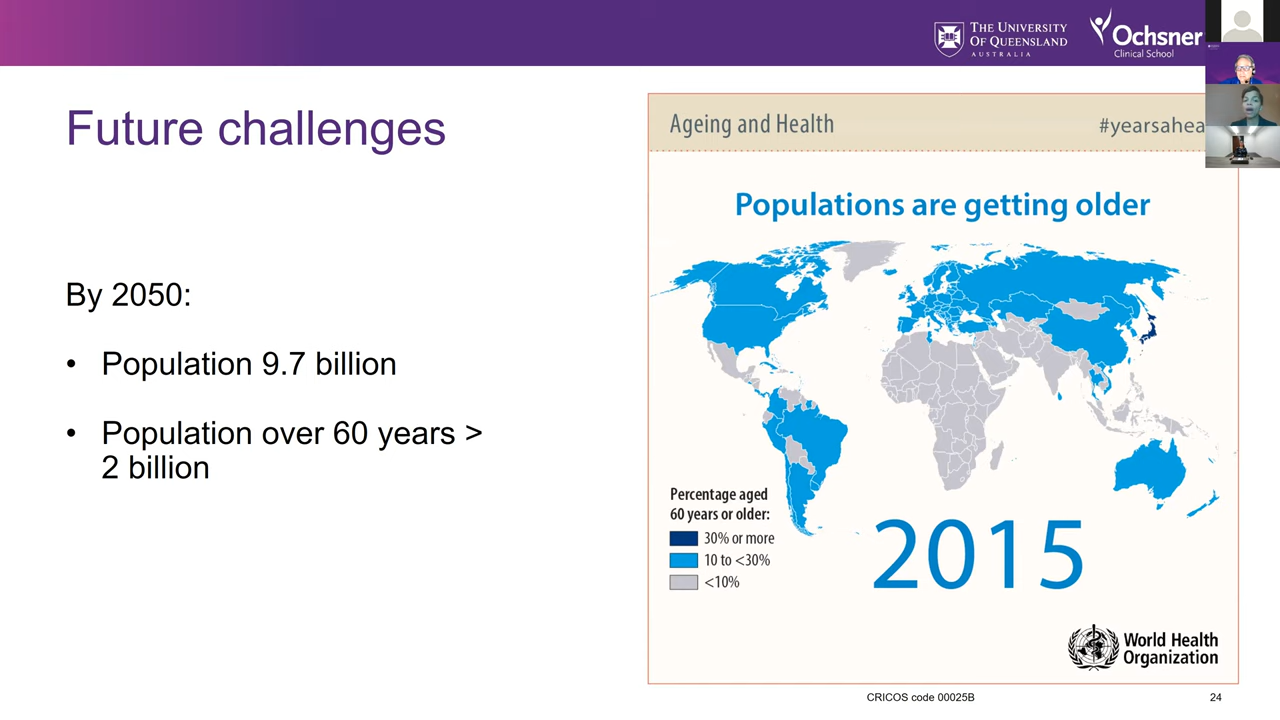 THE UNIVERSITY
OF QUEENSLAND
AUSTRALIA
Ochsner
Clinical School
Future challenges
By 2050:
• Population 9.7 billion
• Population over 60 years >
2 billion
Ageing and Health
#yearsahea
Populations are getting older
Percentage aged
60 years or older:
30% or more
10 to <30%
<10%
2015
World Health
Organization
CRICOS code 00025B
24